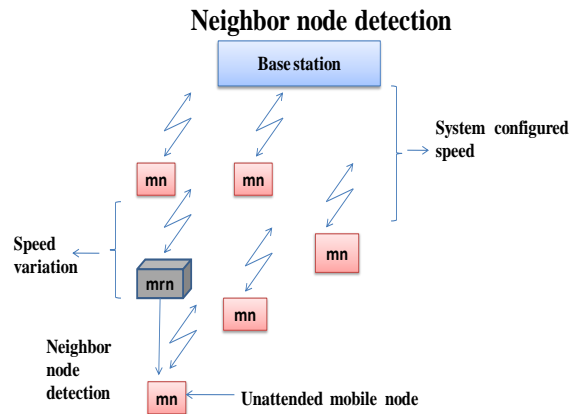 Neighbor node detection
Base station
System configured
speed
mn
mn
mn
Speed
variation
mrn
mn
Neighbor
node
detection
mn
Unattended mobile node